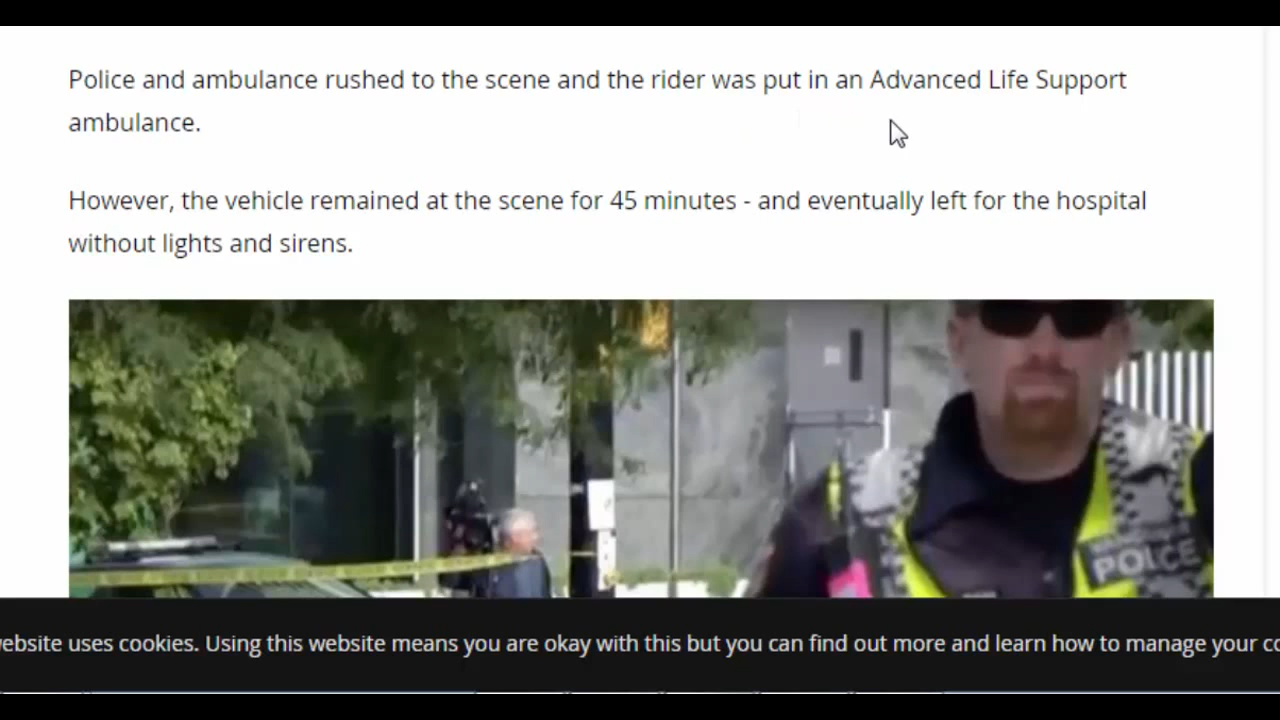 Police and ambulance rushed to the scene and the rider was put in an Advanced Life Support
ambulance.
However, the vehicle remained at the scene for 45 minutes - and eventually left for the hospital
without lights and sirens.
POLICE
website uses cookies. Using this website means you are okay with this but you can find out more and learn how to manage your co